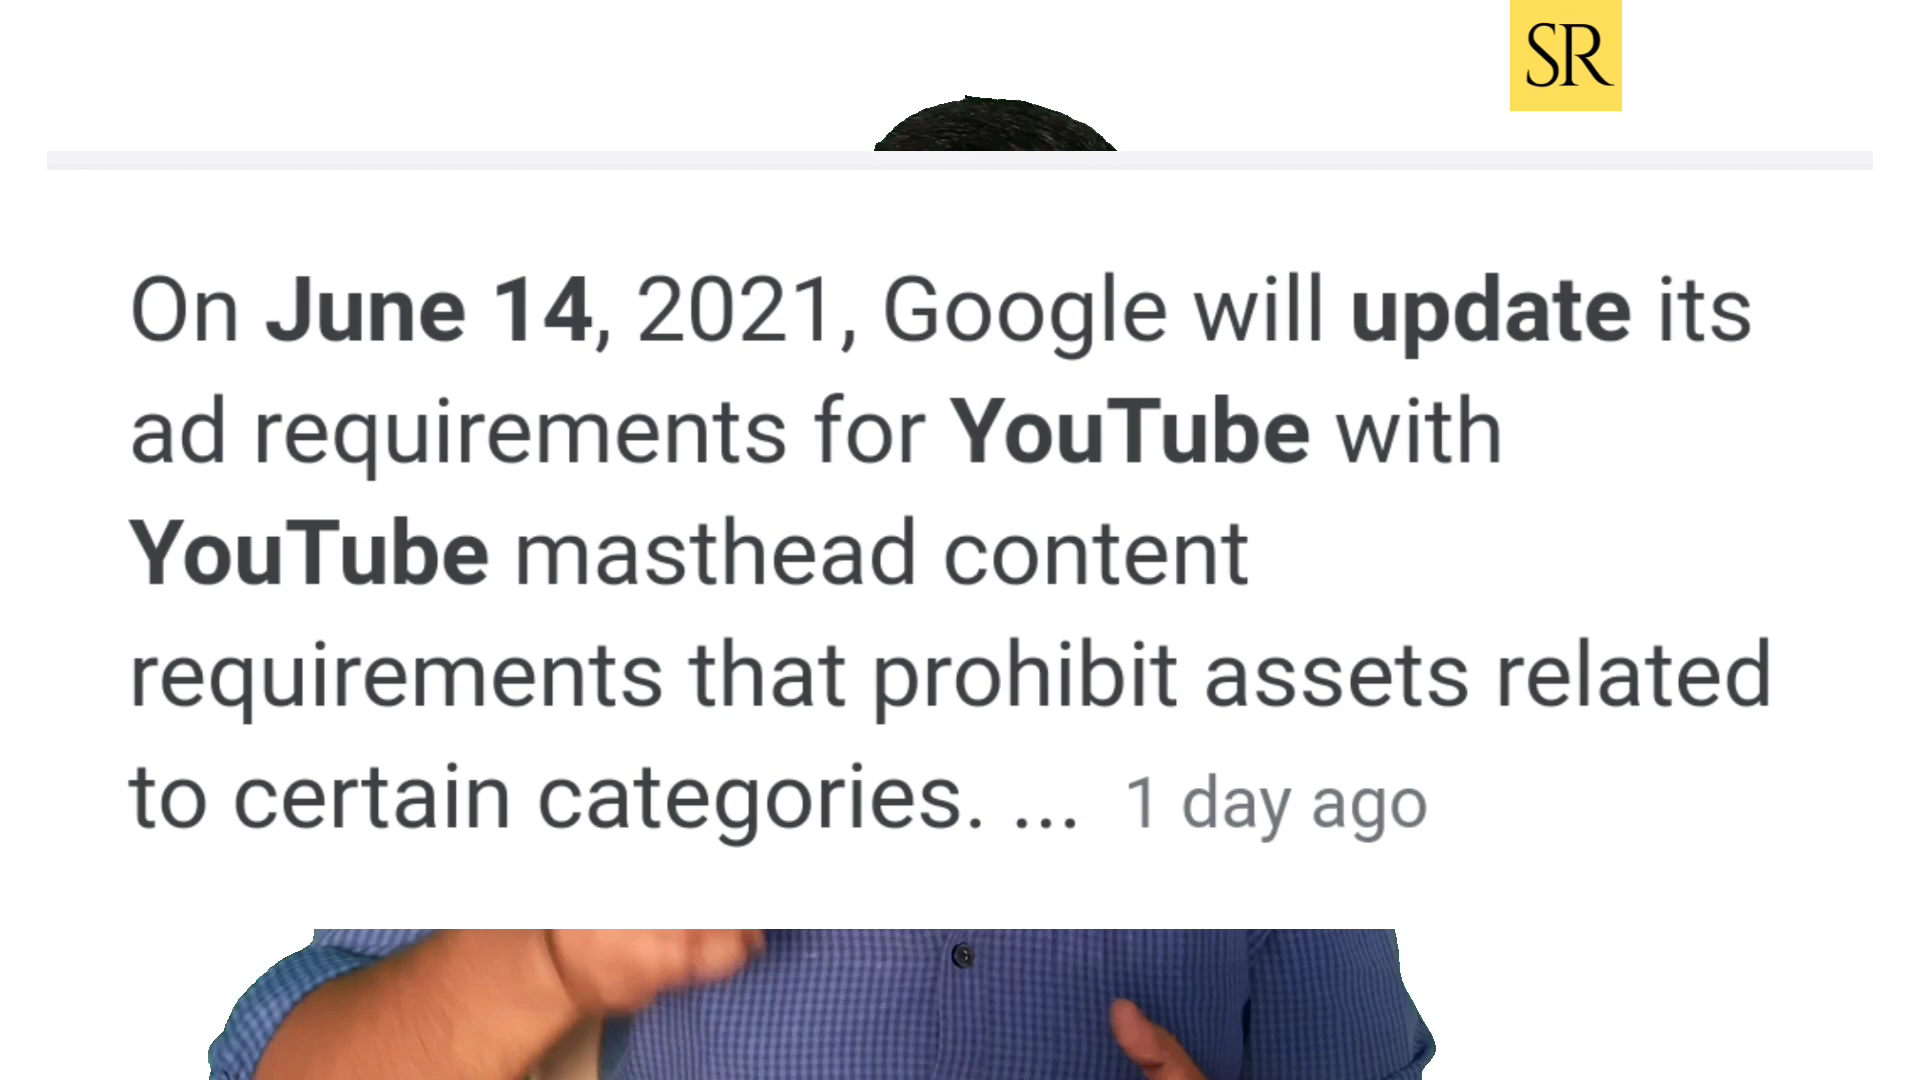 SR
On June 14, 2021, Google will update its
ad requirements for YouTube with
YouTube masthead content
requirements that prohibit assets related
to certain categories. ... 1 day ago